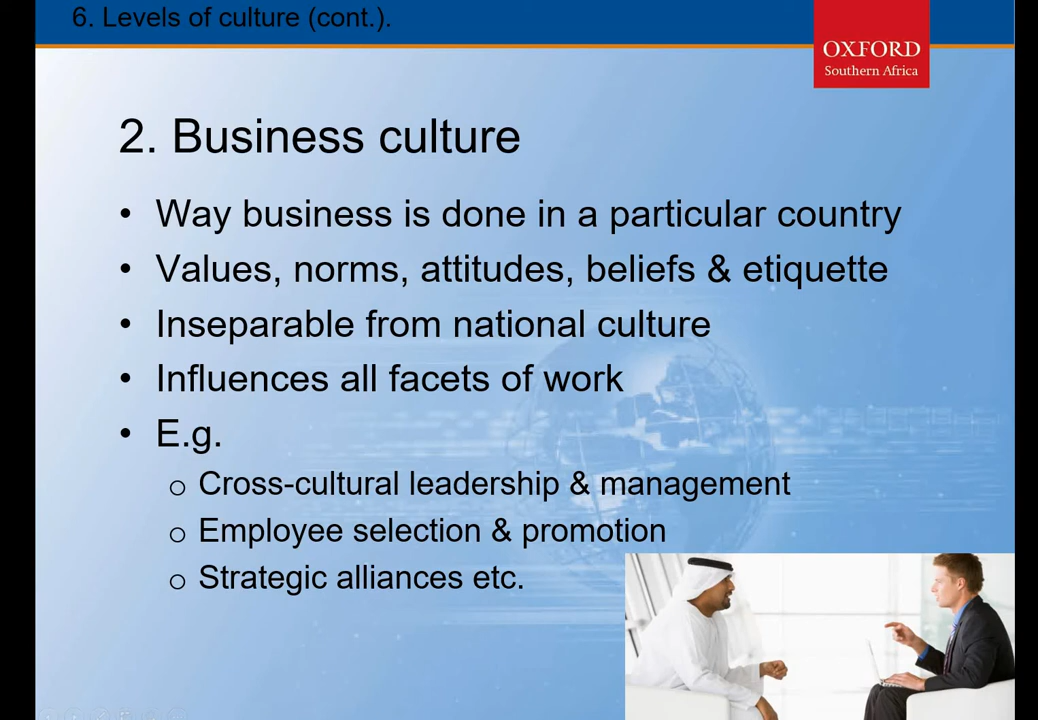 6. Levels of culture (cont.).
OXFORD
Southern Africa
2. Business culture
• Way business is done in a particular country
• Values, norms, attitudes, beliefs & etiquette
• Inseparable from national culture
• Influences all facets of work
• E.g.
o Cross-cultural leadership & management
o Employee selection & promotion
o Strategic alliances etc.